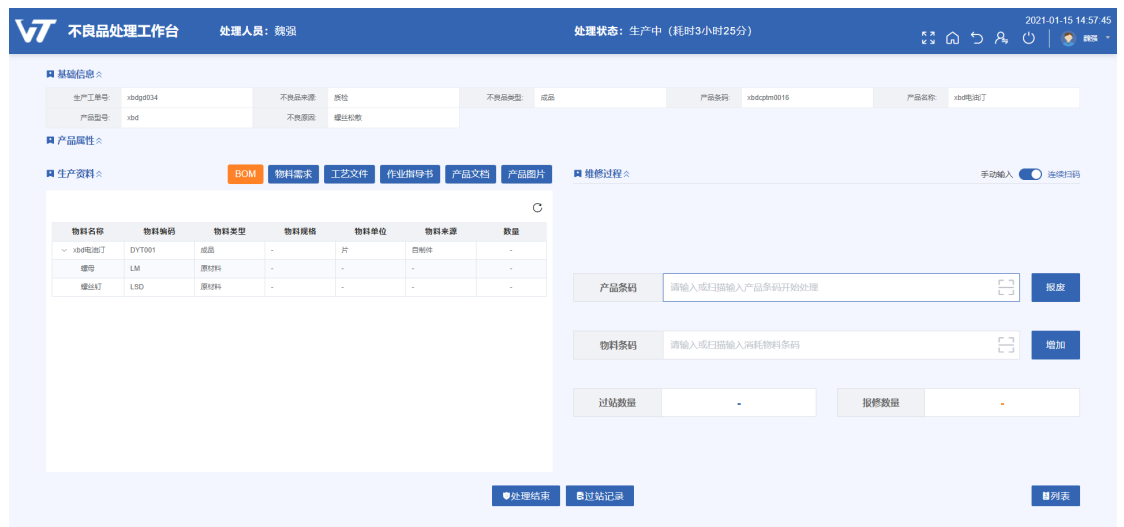 2021-01-15 14:57:45
不良品处理工作台 处理人员：魏强 处理状态：生产中（耗时3小时25分） 魏强
基础信息
生产工单号: xbdgd034 不良品来源: 质检 不良品类型: 成品 产品条码: xbdcptm0016 产品名称: xbd电油汀
产品型号: xbd 不良原因: 螺丝松散
产品属性
生产资料 BOM 物料需求 工艺文件 作业指导书 产品文档 产品图片
物料名称 物料编码 物料类型 物料规格 物料单位 物料来源 数量
xbd电油汀 DYT001 成品 - 片 自制件 -
螺母 LM 原材料 - - - -
螺丝钉 LSD 原材料 - - - -
维修过程 手动输入 连续扫码
产品条码 请输入或扫描输入产品条码开始处理 报废
物料条码 请输入或扫描输入消耗物料条码 增加
过站数量 - 报修数量 -
处理结束 过站记录 列表